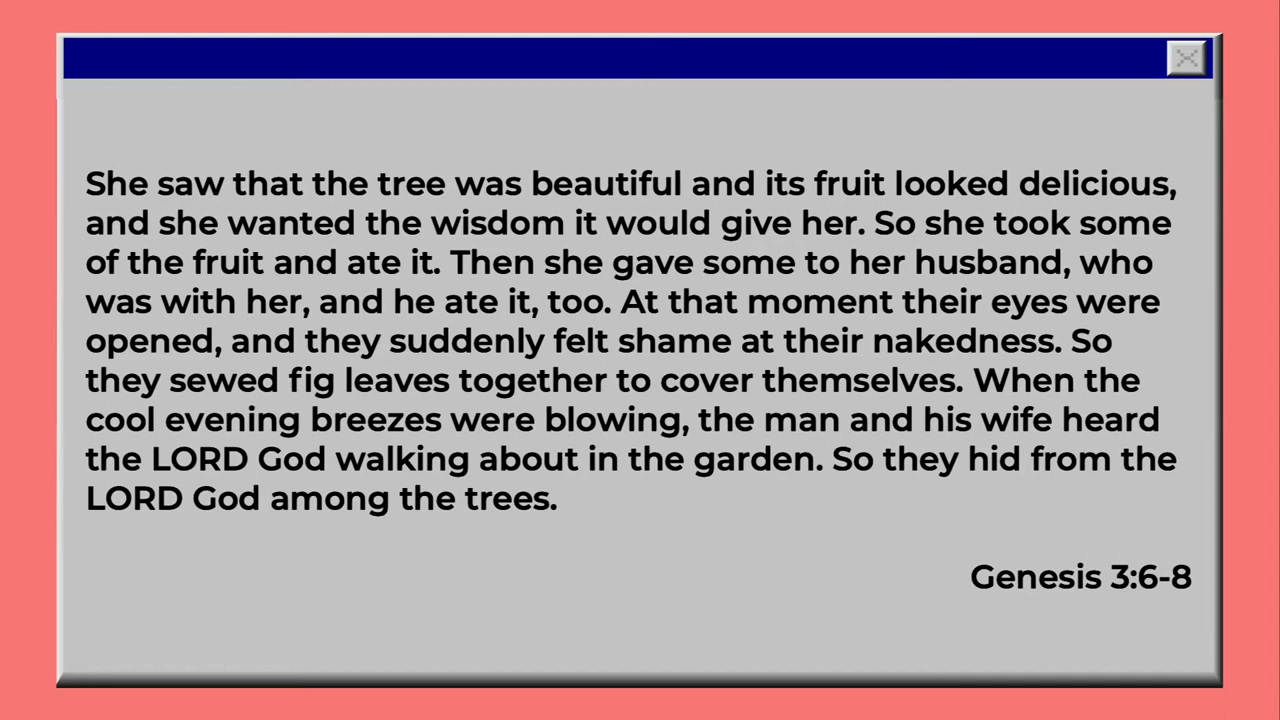 She saw that the tree was beautiful and its fruit looked delicious,
and she wanted the wisdom it would give her. So she took some
of the fruit and ate it. Then she gave some to her husband, who
was with her, and he ate it, too. At that moment their eyes were
opened, and they suddenly felt shame at their nakedness. So
they sewed fig leaves together to cover themselves. When the
cool evening breezes were blowing, the man and his wife heard
the LORD God walking about in the garden. So they hid from the
LORD God among the trees.
Genesis 3:6-8